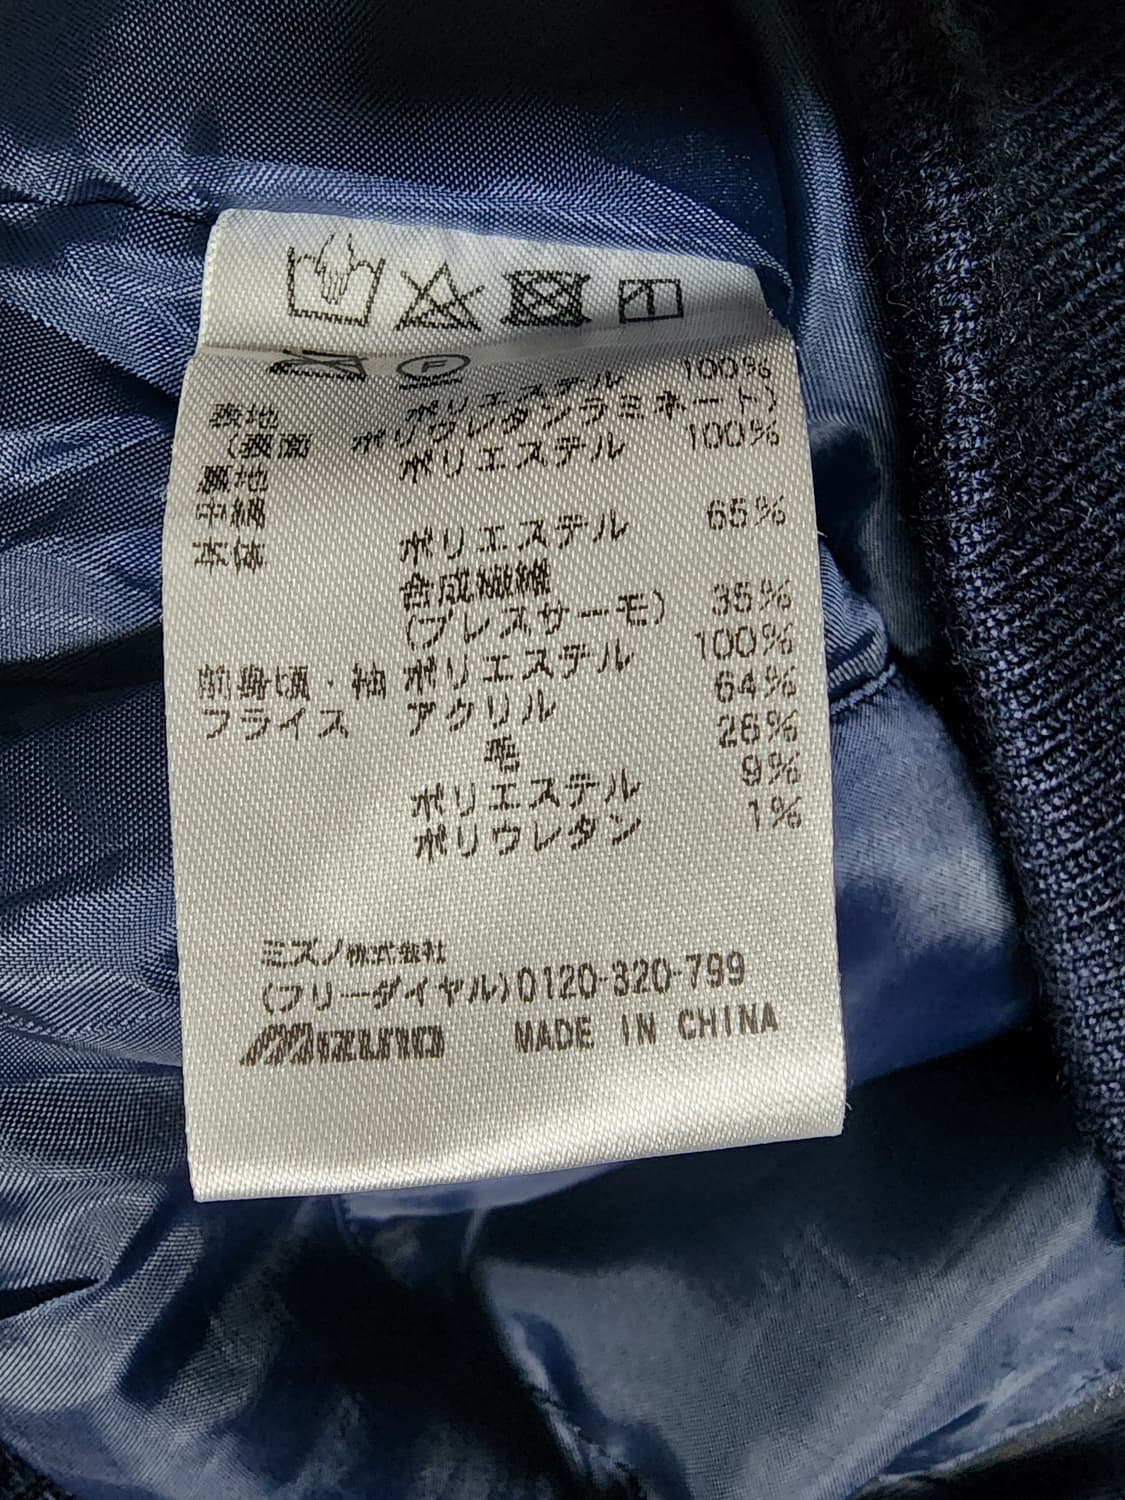 F
表地 ポリエステル 100%
(表面 ポリウレタンラミネート)
裏地 ポリエステル 100%
中綿
本体 ポリエステル 65%
合成繊維
(ブレスサーモ) 35%
前身頃・袖 ポリエステル 100%
フライス アクリル 64%
毛 26%
ポリエステル 9%
ポリウレタン 1%
ミズノ株式会社
(フリーダイヤル)0120-320-799
MIZUNO MADE IN CHINA